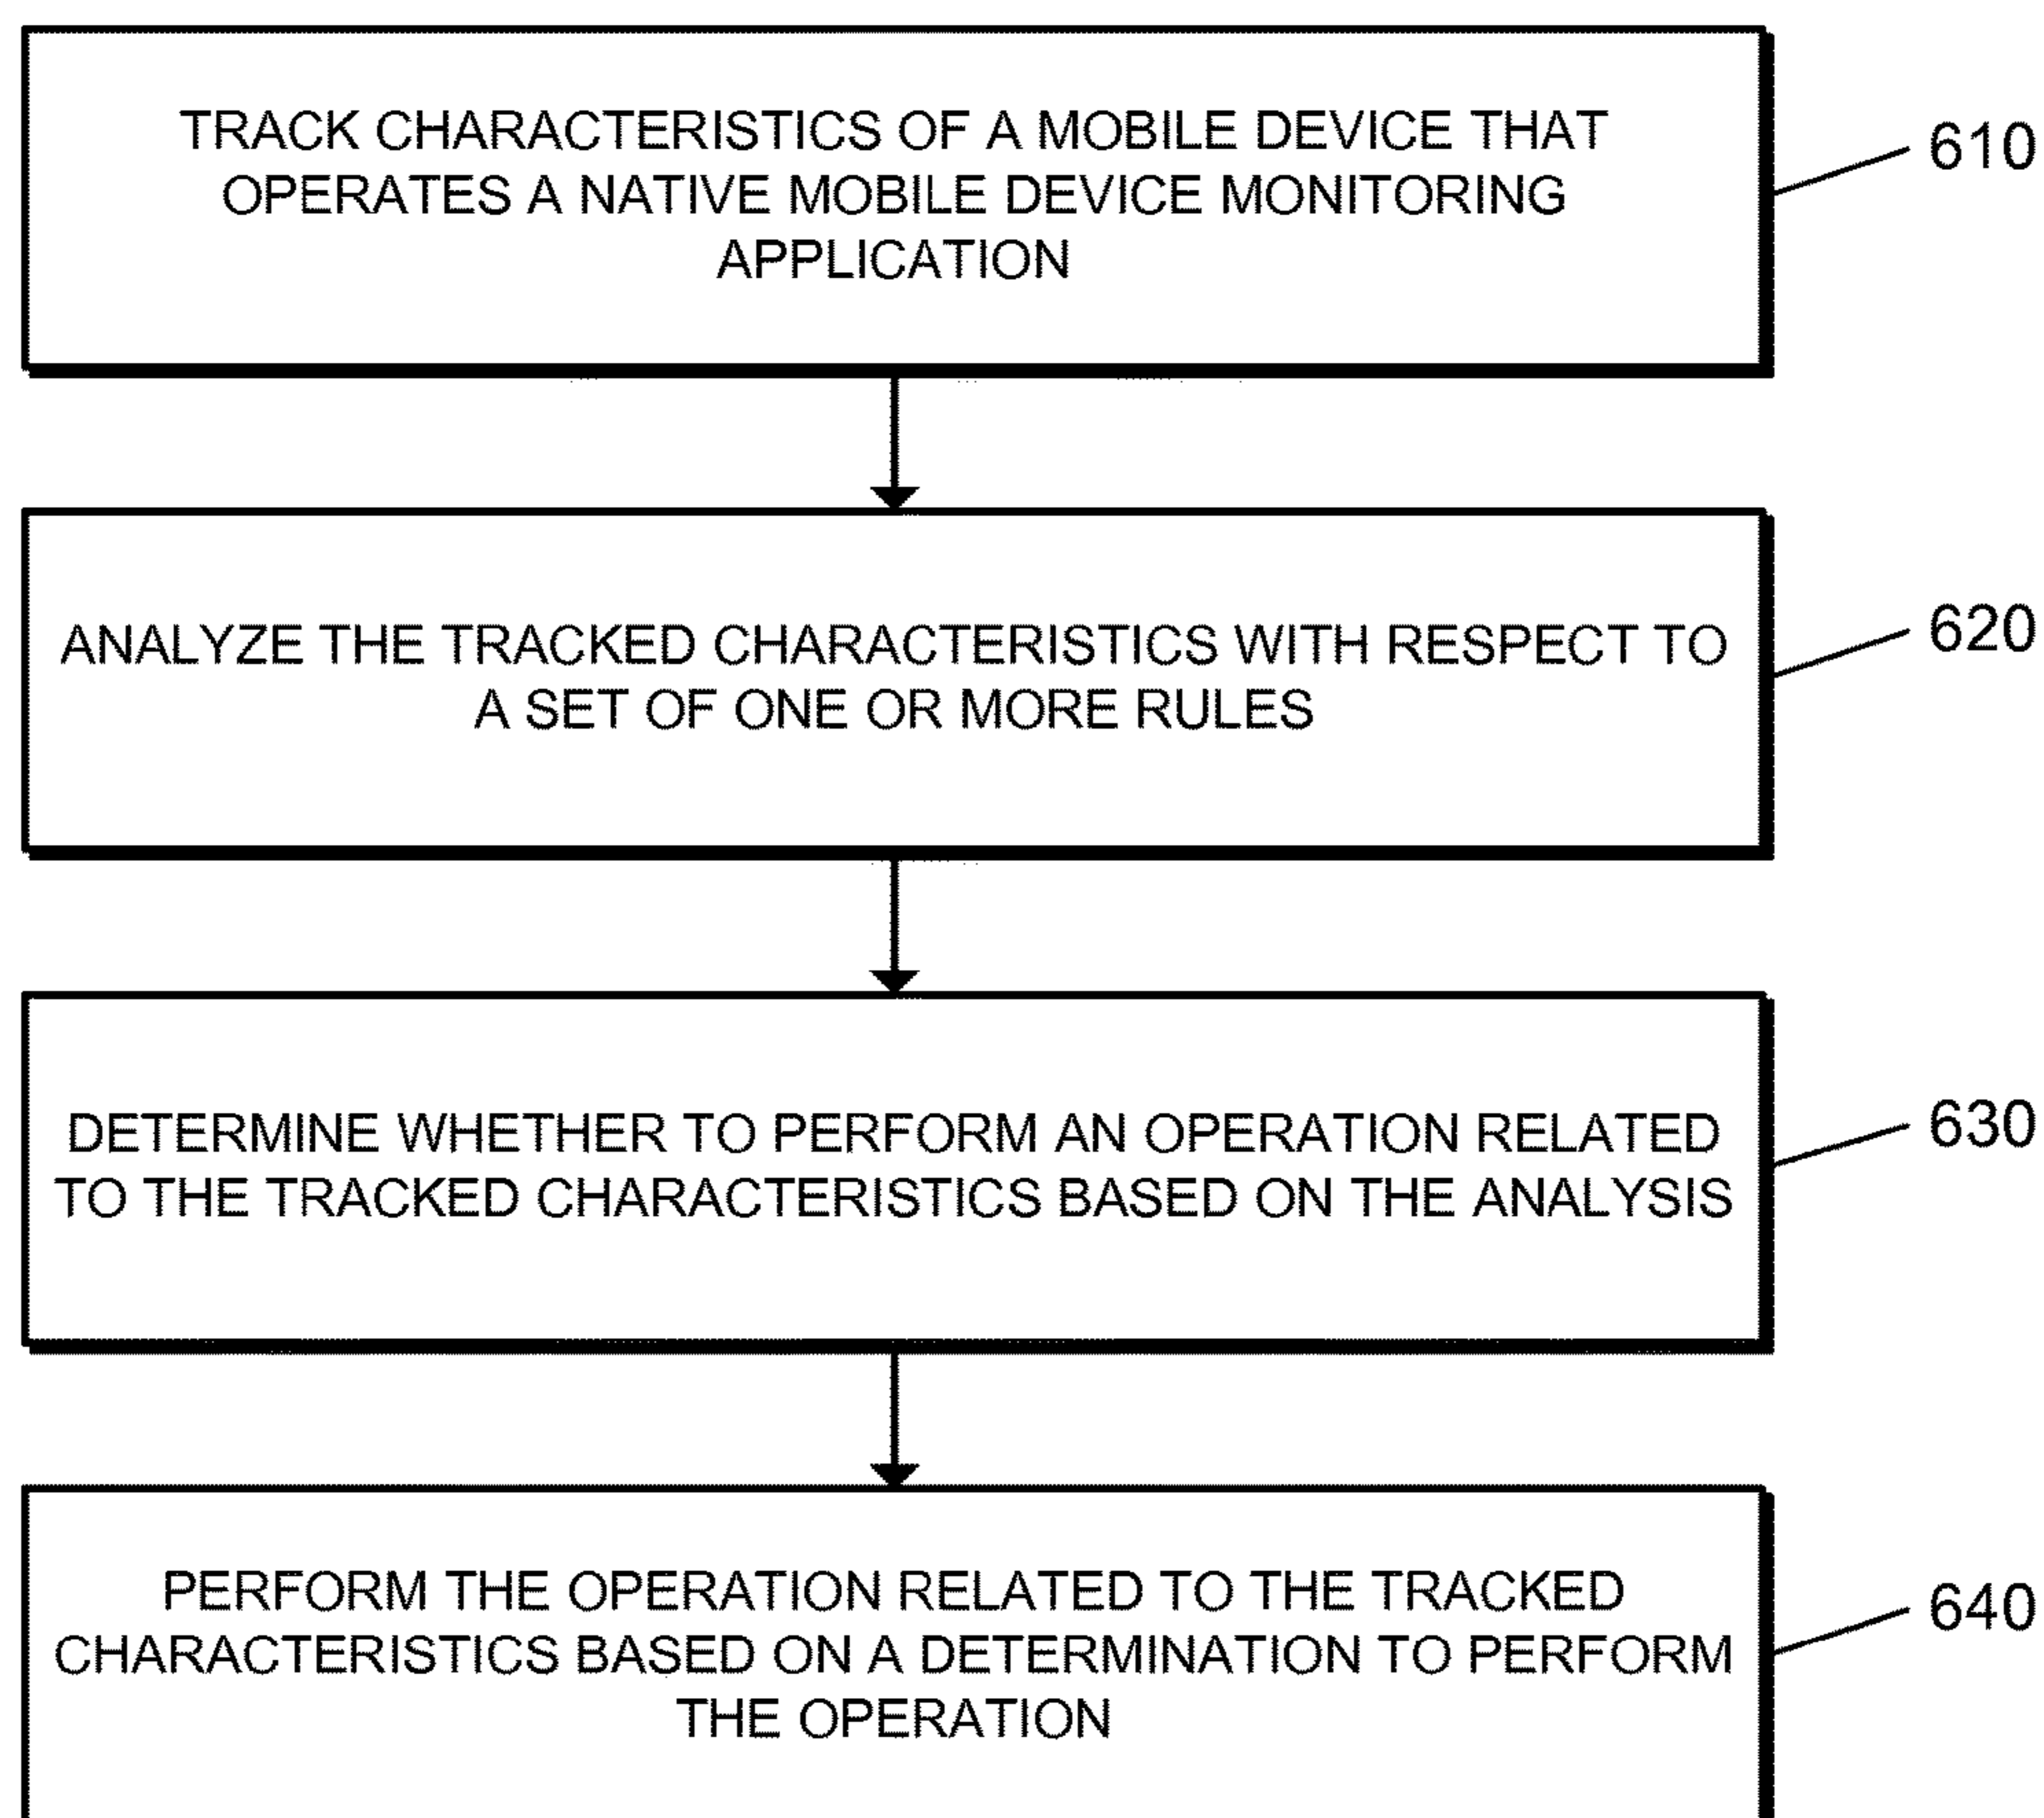 TRACK CHARACTERISTICS OF A MOBILE DEVICE THAT
OPERATES A NATIVE MOBILE DEVICE MONITORING
APPLICATION
610
ANALYZE THE TRACKED CHARACTERISTICS WITH RESPECT TO
A SET OF ONE OR MORE RULES
620
DETERMINE WHETHER TO PERFORM AN OPERATION RELATED
TO THE TRACKED CHARACTERISTICS BASED ON THE ANALYSIS
630
PERFORM THE OPERATION RELATED TO THE TRACKED
CHARACTERISTICS BASED ON A DETERMINATION TO PERFORM
THE OPERATION
640